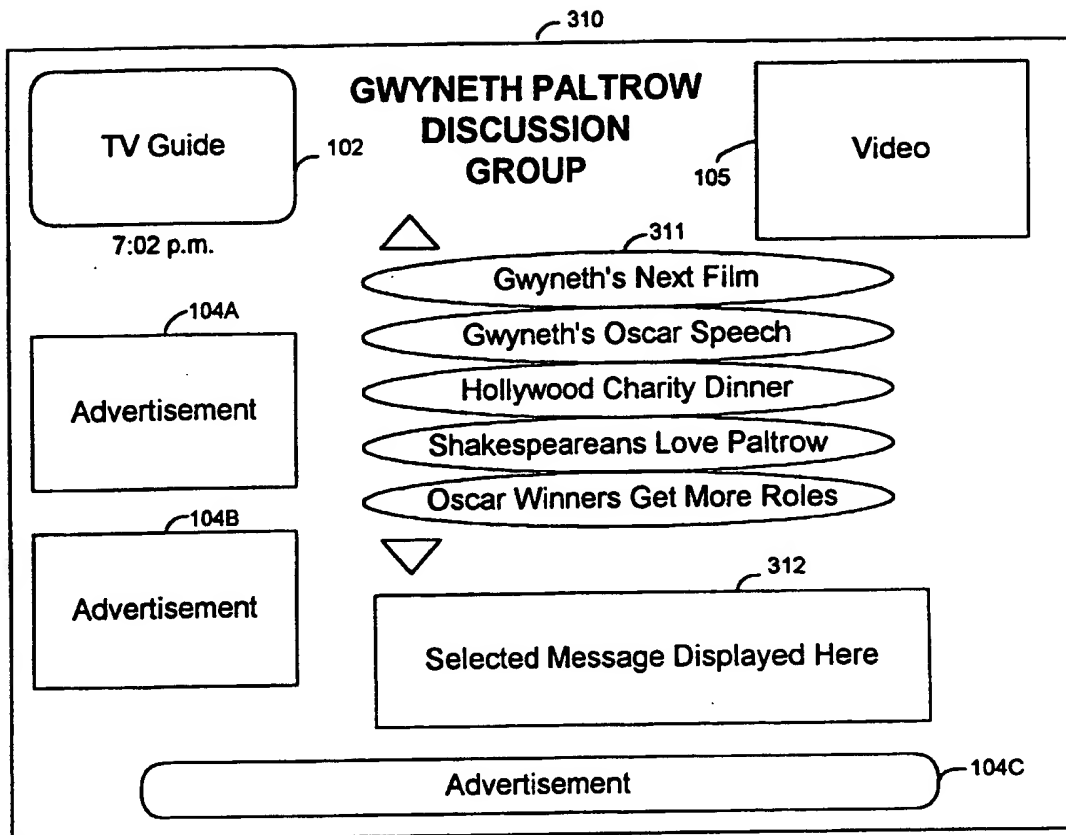 310
TV Guide
102
7:02 p.m.
GWYNETH PALTROW
DISCUSSION
GROUP
Video
105
311
Gwyneth's Next Film
Gwyneth's Oscar Speech
Hollywood Charity Dinner
Shakespeareans Love Paltrow
Oscar Winners Get More Roles
104A
Advertisement
104B
Advertisement
312
Selected Message Displayed Here
Advertisement
104C